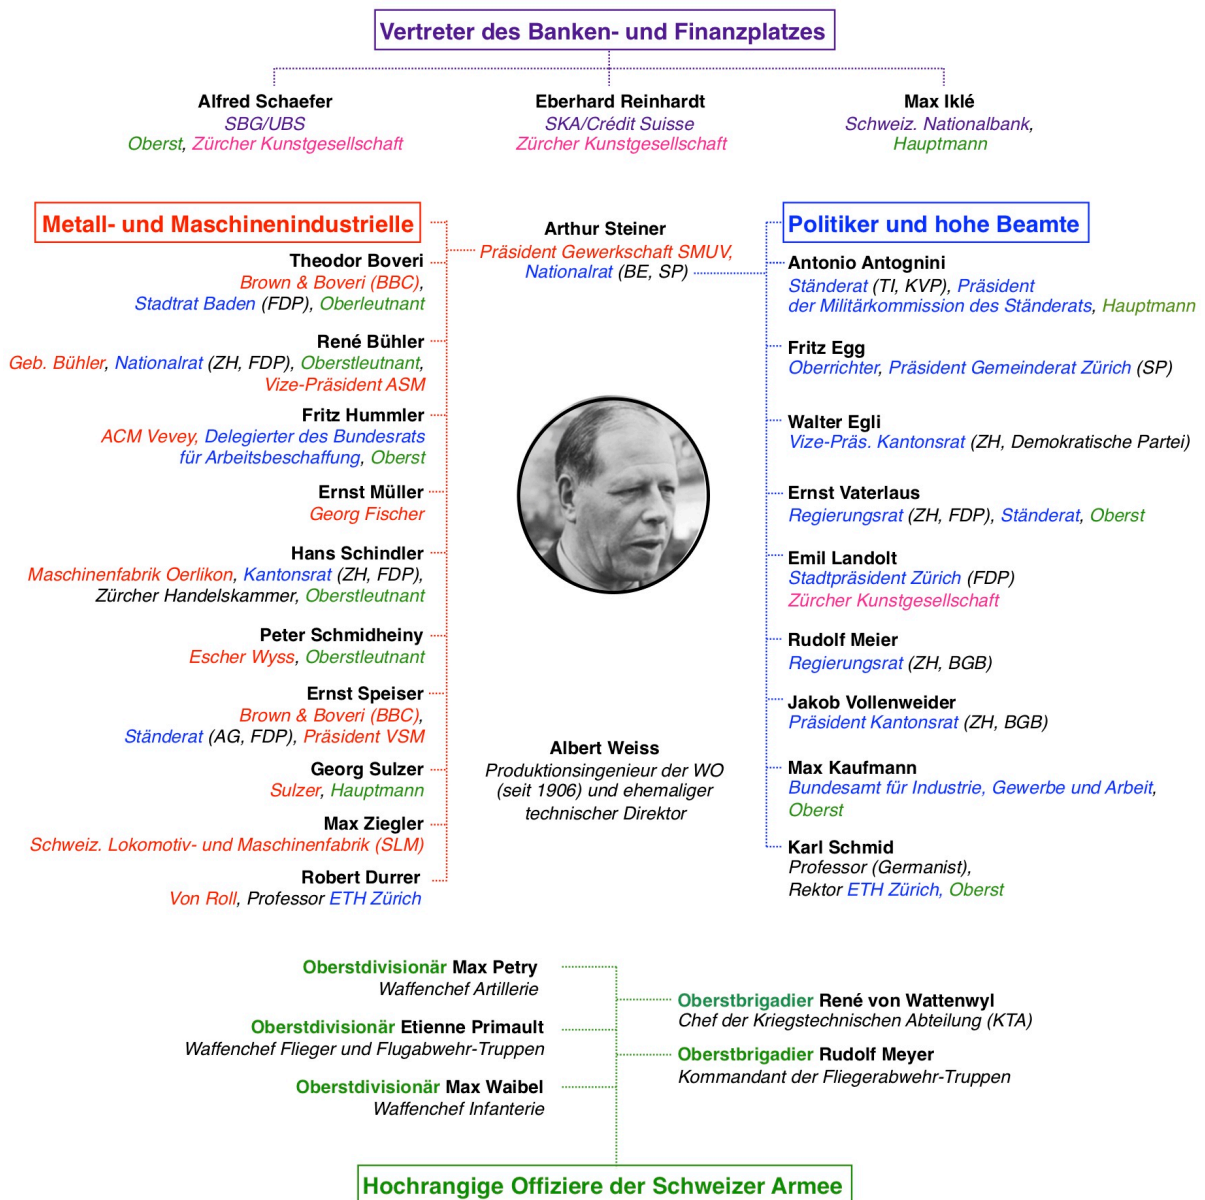 Vertreter des Banken- und Finanzplatzes
Alfred Schaefer
SBG/UBS
Oberst, Zürcher Kunstgesellschaft
Eberhard Reinhardt
SKA/Crédit Suisse
Zürcher Kunstgesellschaft
Max Iklé
Schweiz. Nationalbank,
Hauptmann
Metall- und Maschinenindustrielle
Theodor Boveri
Brown & Boveri (BBC),
Stadtrat Baden (FDP), Oberleutnant
René Bühler
Geb. Bühler, Nationalrat (ZH, FDP), Oberstleutnant,
Vize-Präsident ASM
Fritz Hummler
ACM Vevey, Delegierter des Bundesrats
für Arbeitsbeschaffung, Oberst
Ernst Müller
Georg Fischer
Hans Schindler
Maschinenfabrik Oerlikon, Kantonsrat (ZH, FDP),
Zürcher Handelskammer, Oberstleutnant
Peter Schmidheiny
Escher Wyss, Oberstleutnant
Ernst Speiser
Brown & Boveri (BBC),
Ständerat (AG, FDP), Präsident VSM
Georg Sulzer
Sulzer, Hauptmann
Max Ziegler
Schweiz. Lokomotiv- und Maschinenfabrik (SLM)
Robert Durrer
Von Roll, Professor ETH Zürich
Arthur Steiner
Präsident Gewerkschaft SMUV,
Nationalrat (BE, SP)
Albert Weiss
Produktionsingenieur der WO
(seit 1906) und ehemaliger
technischer Direktor
Politiker und hohe Beamte
Antonio Antognini
Ständerat (TI, KVP), Präsident
der Militärkommission des Ständerats, Hauptmann
Fritz Egg
Oberrichter, Präsident Gemeinderat Zürich (SP)
Walter Egli
Vize-Präs. Kantonsrat (ZH, Demokratische Partei)
Ernst Vaterlaus
Regierungsrat (ZH, FDP), Ständerat, Oberst
Emil Landolt
Stadtpräsident Zürich (FDP)
Zürcher Kunstgesellschaft
Rudolf Meier
Regierungsrat (ZH, BGB)
Jakob Vollenweider
Präsident Kantonsrat (ZH, BGB)
Max Kaufmann
Bundesamt für Industrie, Gewerbe und Arbeit,
Oberst
Karl Schmid
Professor (Germanist),
Rektor ETH Zürich, Oberst
Oberstdivisionär Max Petry
Waffenchef Artillerie
Oberstdivisionär Etienne Primault
Waffenchef Flieger und Flugabwehr-Truppen
Oberstdivisionär Max Waibel
Waffenchef Infanterie
Oberstbrigadier René von Wattenwyl
Chef der Kriegstechnischen Abteilung (KTA)
Oberstbrigadier Rudolf Meyer
Kommandant der Fliegerabwehr-Truppen
Hochrangige Offiziere der Schweizer Armee